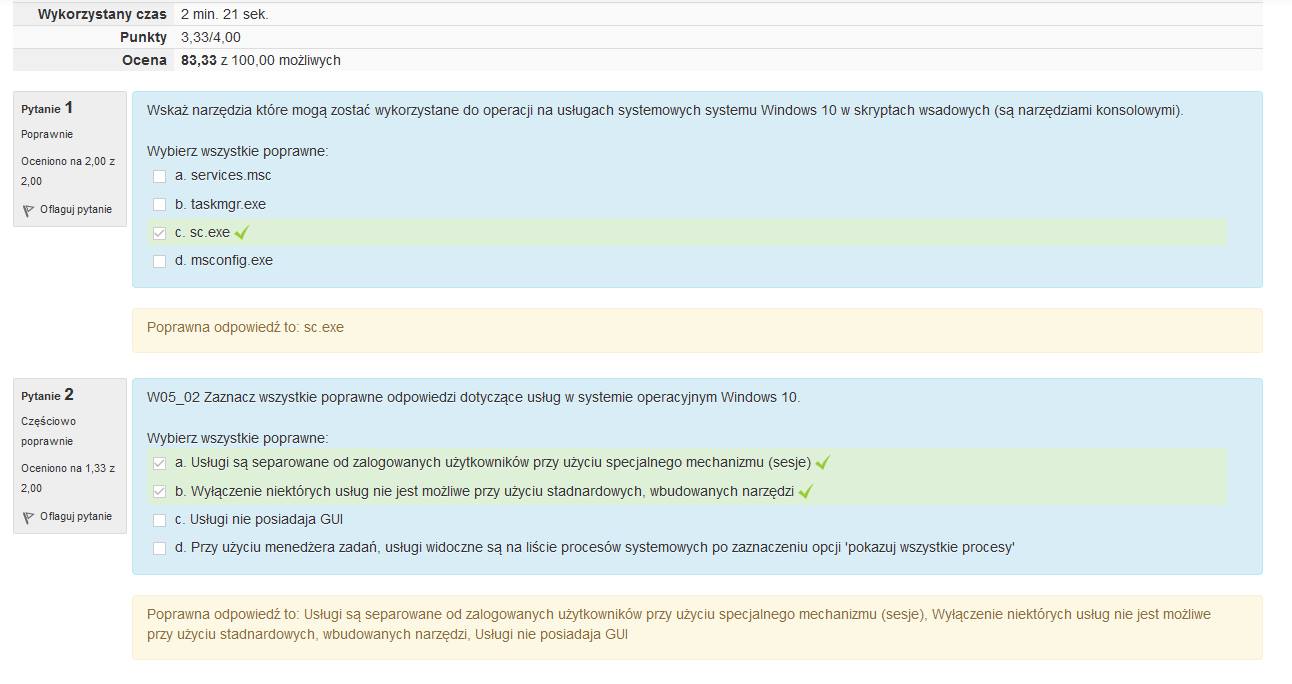 Wykorzystany czas 2 min. 21 sek.
Punkty 3,33/4,00
Ocena 83,33 z 100,00 możliwych
Pytanie 1
Poprawnie
Oceniono na 2,00 z
2,00
Oflaguj pytanie
Wskaż narzędzia które mogą zostać wykorzystane do operacji na usługach systemowych systemu Windows 10 w skryptach wsadowych (są narzędziami konsolowymi).
Wybierz wszystkie poprawne:
a. services.msc
b. taskmgr.exe
c. sc.exe
d. msconfig.exe
Poprawna odpowiedź to: sc.exe
Pytanie 2
Częściowo
poprawnie
Oceniono na 1,33 z
2,00
Oflaguj pytanie
W05_02 Zaznacz wszystkie poprawne odpowiedzi dotyczące usług w systemie operacyjnym Windows 10.
Wybierz wszystkie poprawne:
a. Usługi są separowane od zalogowanych użytkowników przy użyciu specjalnego mechanizmu (sesje)
b. Wyłączenie niektórych usług nie jest możliwe przy użyciu stadnardowych, wbudowanych narzędzi
c. Usługi nie posiadaja GUI
d. Przy użyciu menedżera zadań, usługi widoczne są na liście procesów systemowych po zaznaczeniu opcji 'pokazuj wszystkie procesy'
Poprawna odpowiedź to: Usługi są separowane od zalogowanych użytkowników przy użyciu specjalnego mechanizmu (sesje), Wyłączenie niektórych usług nie jest możliwe
przy użyciu stadnardowych, wbudowanych narzędzi, Usługi nie posiadaja GUI